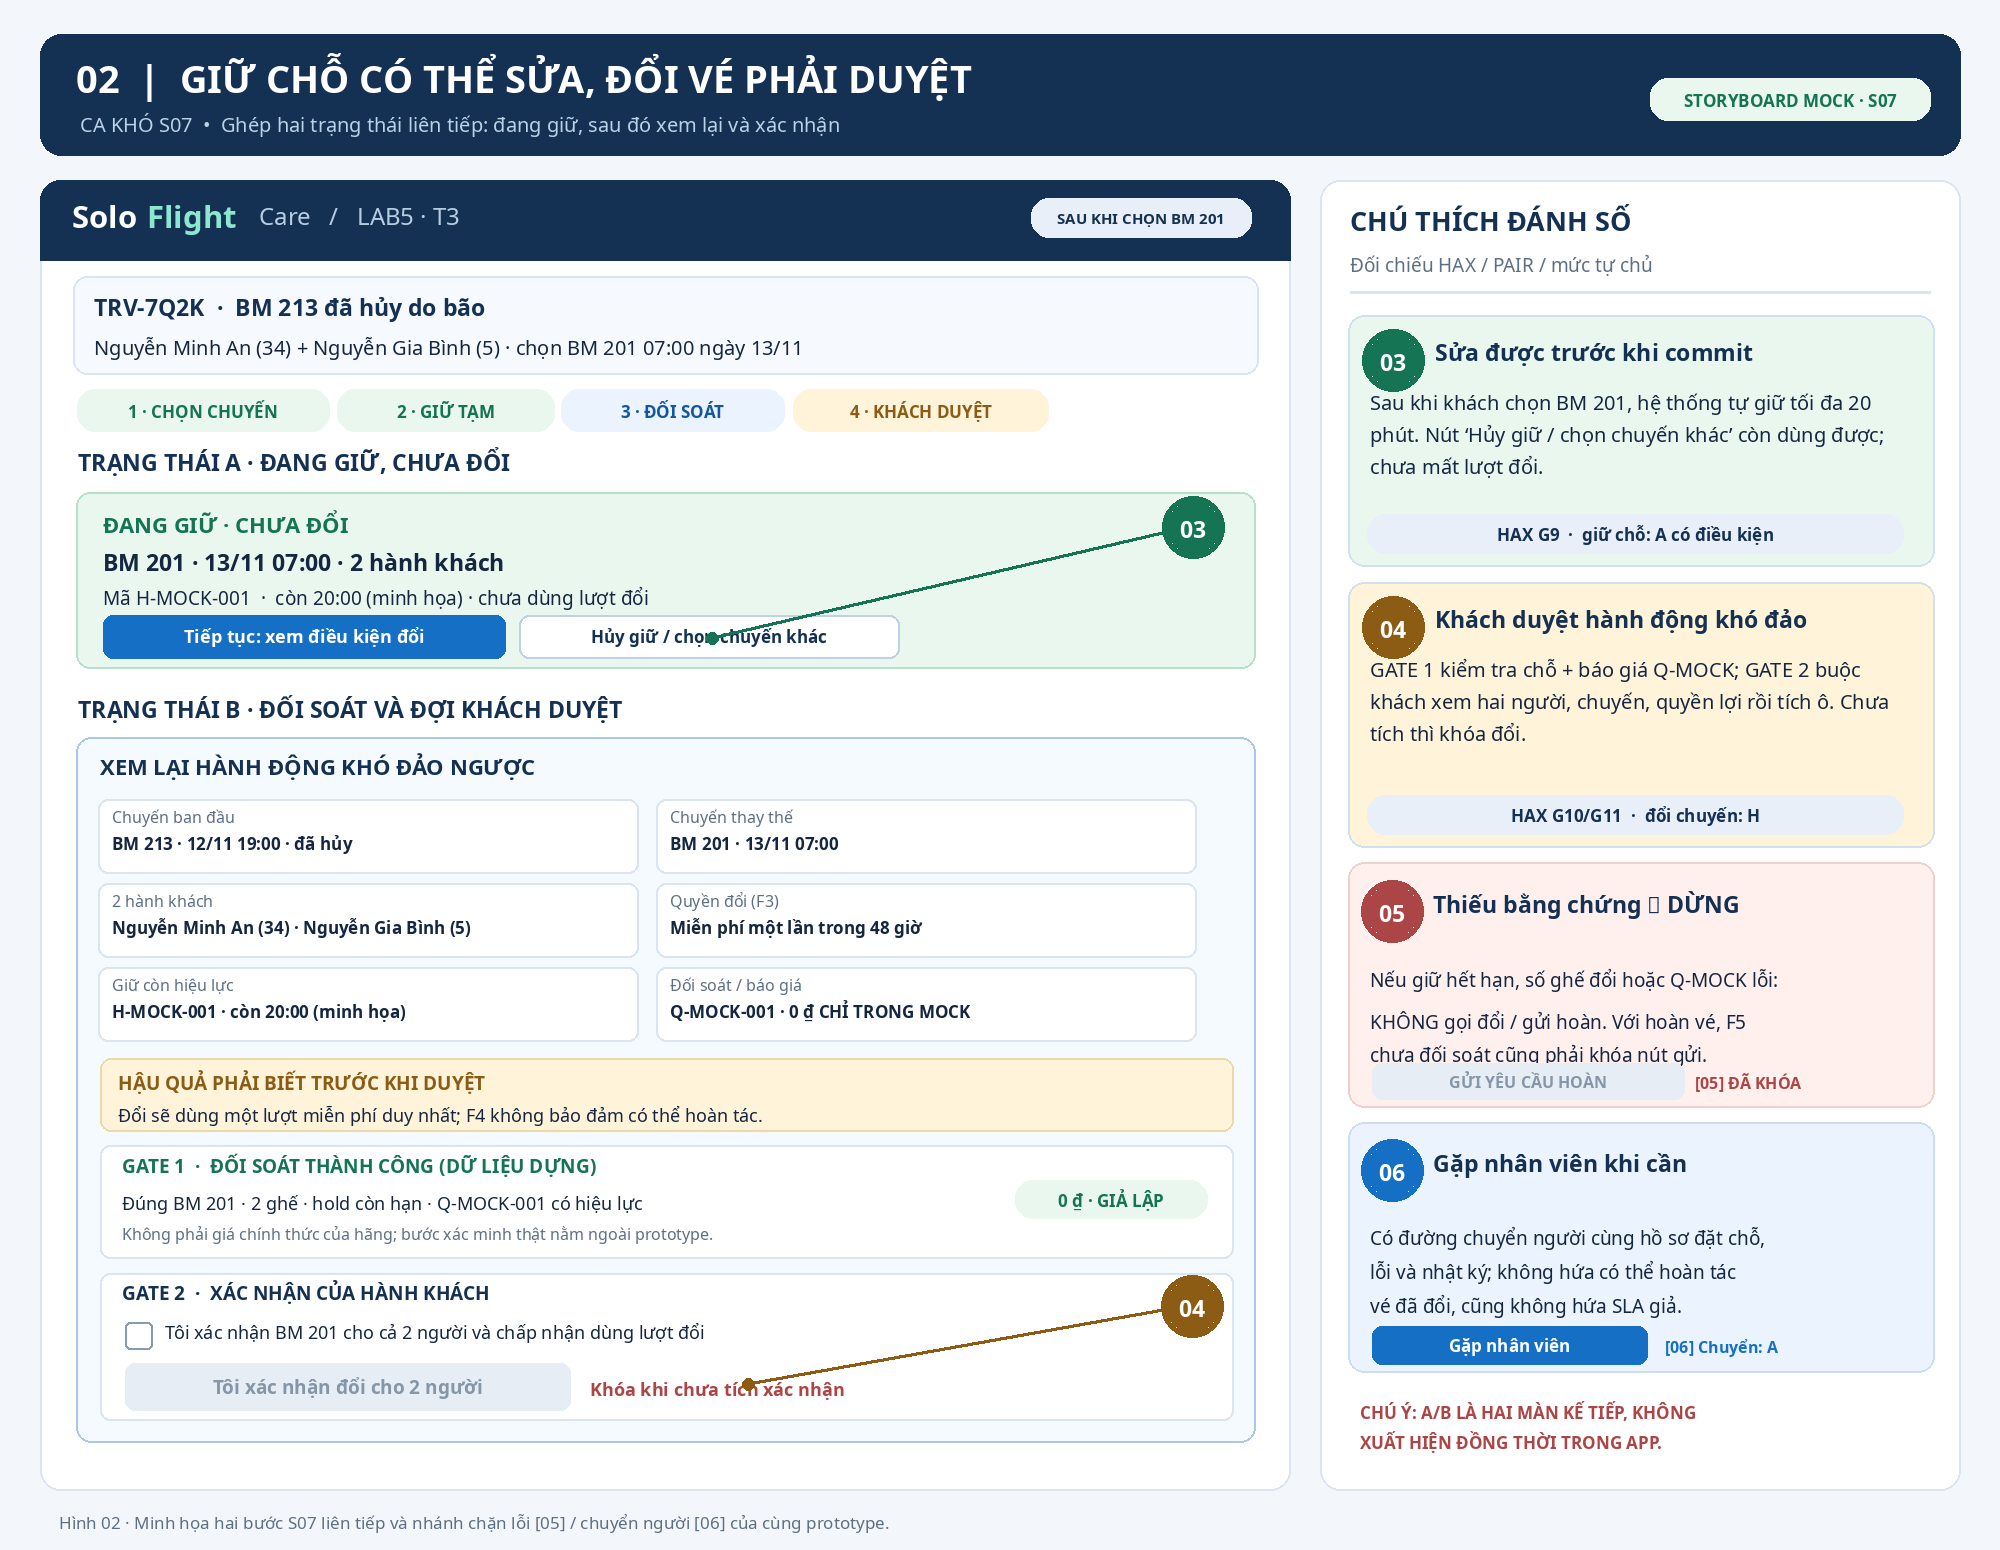 02 | GIỮ CHỖ CÓ THỂ SỬA, ĐỔI VÉ PHẢI DUYỆT
CA KHÓ S07 • Ghép hai trạng thái liên tiếp: đang giữ, sau đó xem lại và xác nhận
STORYBOARD MOCK · S07
Solo Flight Care / LAB5 · T3
SAU KHI CHỌN BM 201
TRV-7Q2K · BM 213 đã hủy do bão
Nguyễn Minh An (34) + Nguyễn Gia Bình (5) · chọn BM 201 07:00 ngày 13/11
1 · CHỌN CHUYẾN
2 · GIỮ TẠM
3 · ĐỐI SOÁT
4 · KHÁCH DUYỆT
TRẠNG THÁI A · ĐANG GIỮ, CHƯA ĐỔI
ĐANG GIỮ · CHƯA ĐỔI
03
BM 201 · 13/11 07:00 · 2 hành khách
Mã H-MOCK-001 · còn 20:00 (minh họa) · chưa dùng lượt đổi
Tiếp tục: xem điều kiện đổi
Hủy giữ / chọn chuyến khác
TRẠNG THÁI B · ĐỐI SOÁT VÀ ĐỢI KHÁCH DUYỆT
XEM LẠI HÀNH ĐỘNG KHÓ ĐẢO NGƯỢC
Chuyến ban đầu
BM 213 · 12/11 19:00 · đã hủy
Chuyến thay thế
BM 201 · 13/11 07:00
2 hành khách
Nguyễn Minh An (34) · Nguyễn Gia Bình (5)
Quyền đổi (F3)
Miễn phí một lần trong 48 giờ
Giữ còn hiệu lực
H-MOCK-001 · còn 20:00 (minh họa)
Đối soát / báo giá
Q-MOCK-001 · 0 ₫ CHỈ TRONG MOCK
HẬU QUẢ PHẢI BIẾT TRƯỚC KHI DUYỆT
Đổi sẽ dùng một lượt miễn phí duy nhất; F4 không bảo đảm có thể hoàn tác.
GATE 1 · ĐỐI SOÁT THÀNH CÔNG (DỮ LIỆU DỰNG)
Đúng BM 201 · 2 ghế · hold còn hạn · Q-MOCK-001 có hiệu lực
0 ₫ · GIẢ LẬP
Không phải giá chính thức của hãng; bước xác minh thật nằm ngoài prototype.
GATE 2 · XÁC NHẬN CỦA HÀNH KHÁCH
04
Tôi xác nhận BM 201 cho cả 2 người và chấp nhận dùng lượt đổi
Tôi xác nhận đổi cho 2 người
Khóa khi chưa tích xác nhận
CHÚ THÍCH ĐÁNH SỐ
Đối chiếu HAX / PAIR / mức tự chủ
03
Sửa được trước khi commit
Sau khi khách chọn BM 201, hệ thống tự giữ tối đa 20
phút. Nút ‘Hủy giữ / chọn chuyến khác’ còn dùng được;
chưa mất lượt đổi.
HAX G9 · giữ chỗ: A có điều kiện
04
Khách duyệt hành động khó đảo
GATE 1 kiểm tra chỗ + báo giá Q-MOCK; GATE 2 buộc
khách xem hai người, chuyến, quyền lợi rồi tích ô. Chưa
tích thì khóa đổi.
HAX G10/G11 · đổi chuyến: H
05
Thiếu bằng chứng ▯ DỪNG
Nếu giữ hết hạn, số ghế đổi hoặc Q-MOCK lỗi:
KHÔNG gọi đổi / gửi hoàn. Với hoàn vé, F5
chưa đối soát cũng phải khóa nút gửi.
GỬI YÊU CẦU HOÀN
[05] ĐÃ KHÓA
06
Gặp nhân viên khi cần
Có đường chuyển người cùng hồ sơ đặt chỗ,
lỗi và nhật ký; không hứa có thể hoàn tác
vé đã đổi, cũng không hứa SLA giả.
Gặp nhân viên
[06] Chuyển: A
CHÚ Ý: A/B LÀ HAI MÀN KẾ TIẾP, KHÔNG
XUẤT HIỆN ĐỒNG THỜI TRONG APP.
Hình 02 · Minh họa hai bước S07 liên tiếp và nhánh chặn lỗi [05] / chuyển người [06] của cùng prototype.